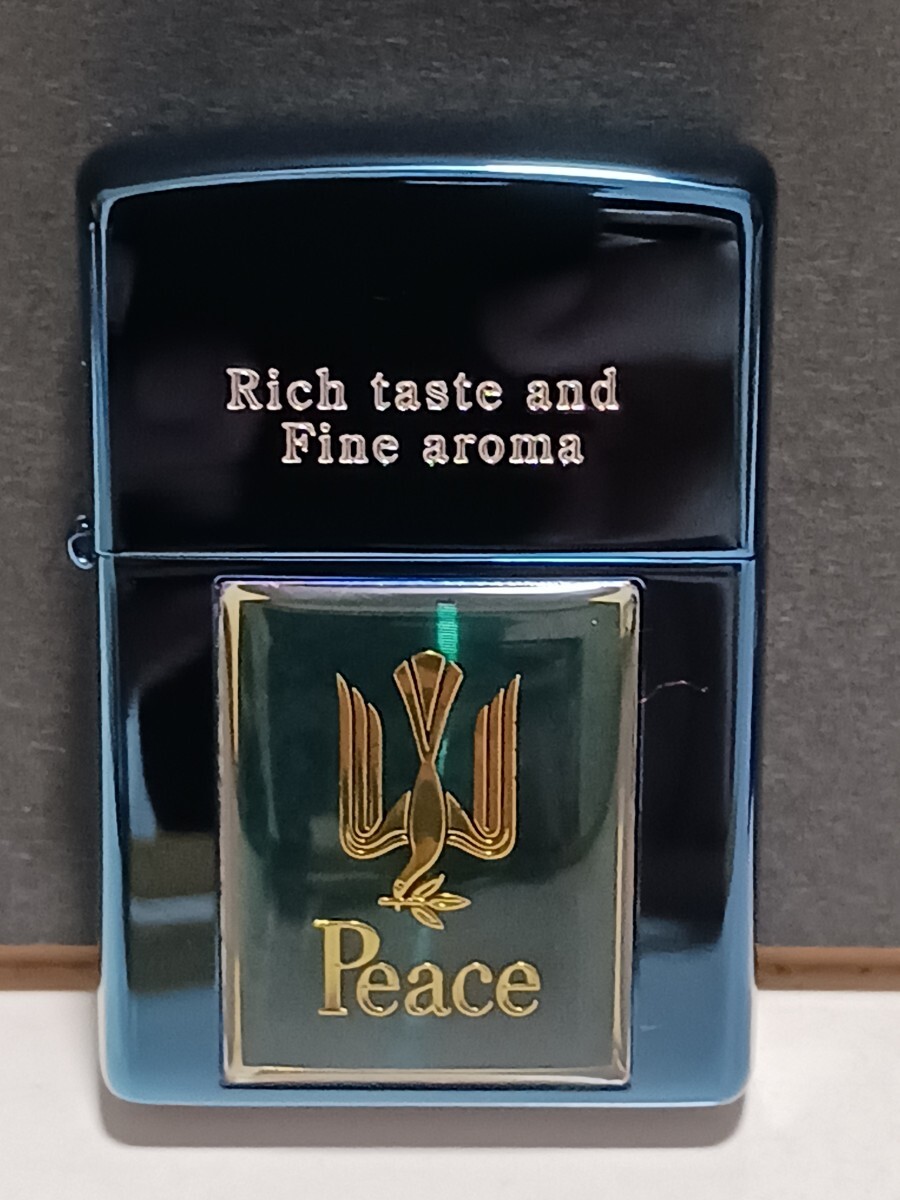 Rich taste and
Fine aroma
Peace